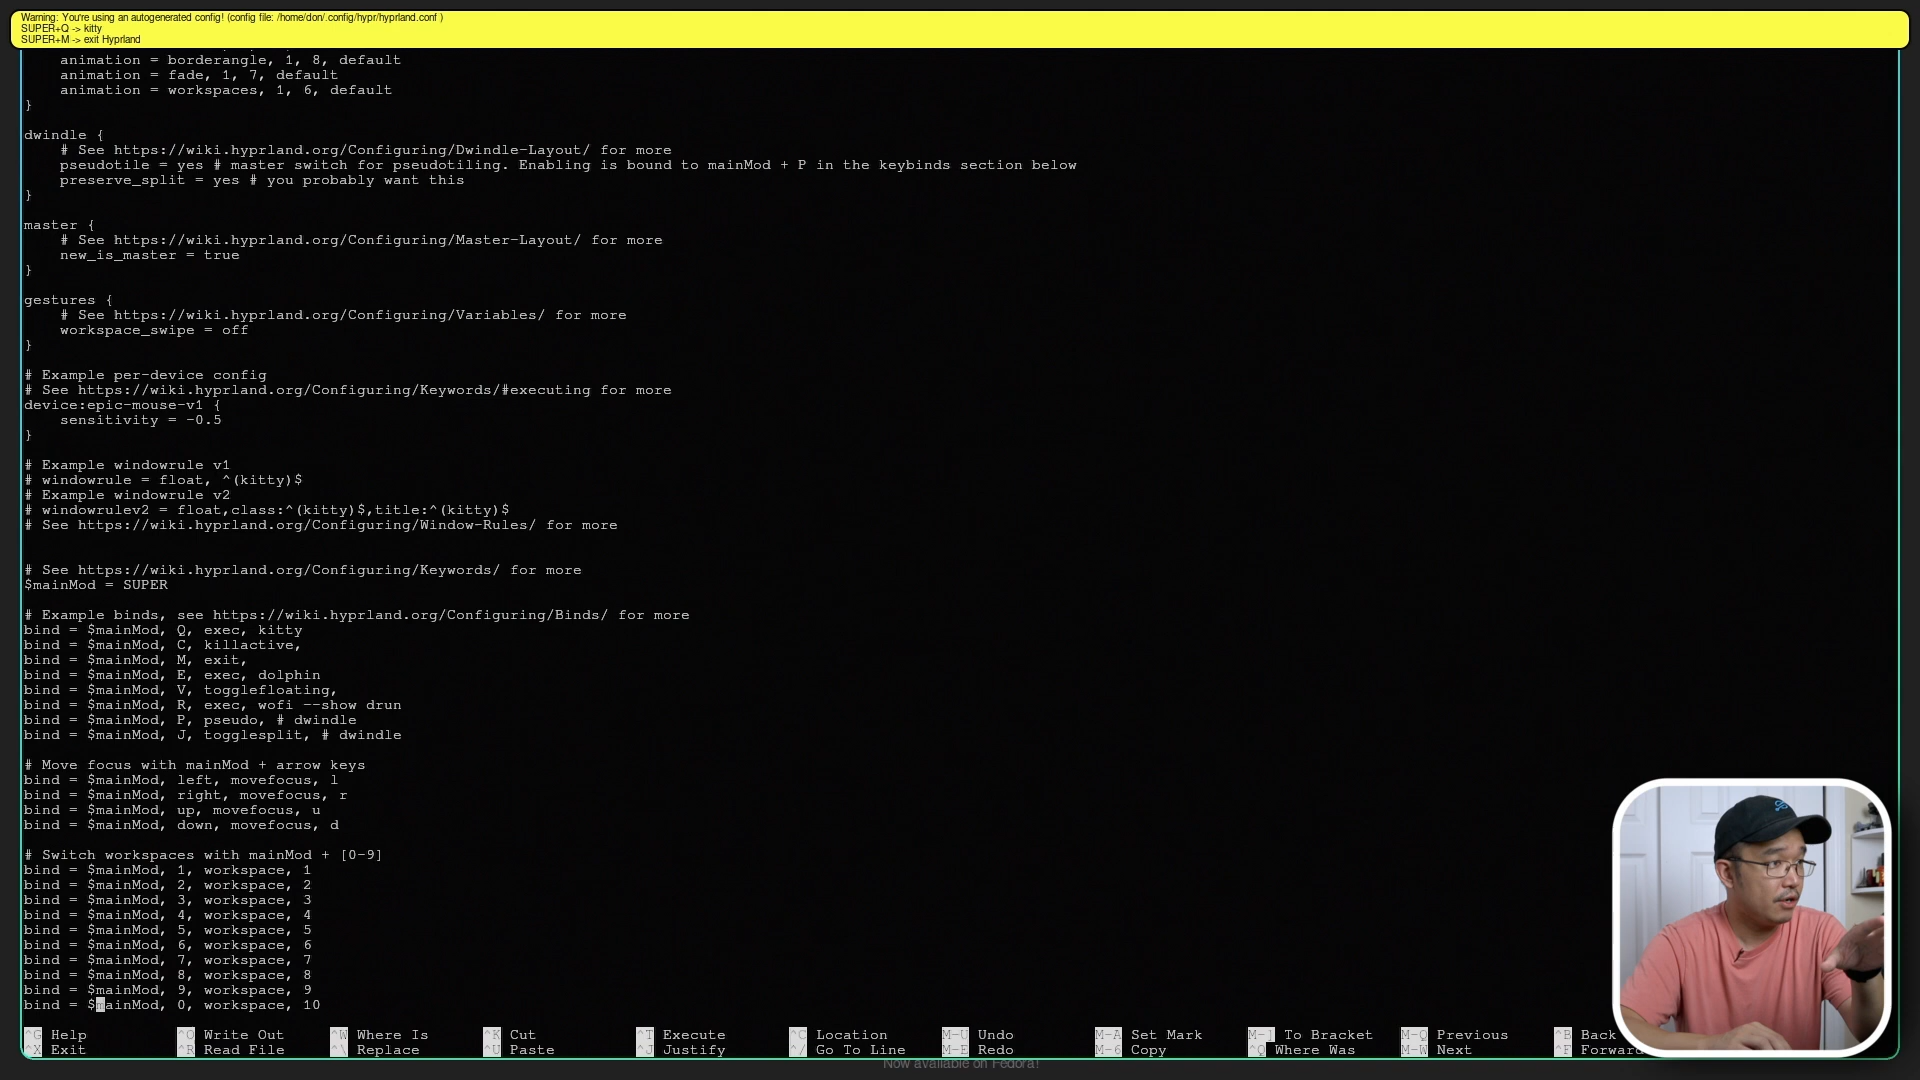 Warning: You're using an autogenerated config! (config file: /home/don/.config/hypr/hyprland.conf )
SUPER+Q -> kitty
SUPER+M -> exit Hyprland
    animation = borderangle, 1, 8, default
    animation = fade, 1, 7, default
    animation = workspaces, 1, 6, default
}
dwindle {
    # See https://wiki.hyprland.org/Configuring/Dwindle-Layout/ for more
    pseudotile = yes # master switch for pseudotiling. Enabling is bound to mainMod + P in the keybinds section below
    preserve_split = yes # you probably want this
}
master {
    # See https://wiki.hyprland.org/Configuring/Master-Layout/ for more
    new_is_master = true
}
gestures {
    # See https://wiki.hyprland.org/Configuring/Variables/ for more
    workspace_swipe = off
}
# Example per-device config
# See https://wiki.hyprland.org/Configuring/Keywords/#executing for more
device:epic-mouse-v1 {
    sensitivity = -0.5
}
# Example windowrule v1
# windowrule = float, ^(kitty)$
# Example windowrule v2
# windowrulev2 = float,class:^(kitty)$,title:^(kitty)$
# See https://wiki.hyprland.org/Configuring/Window-Rules/ for more
# See https://wiki.hyprland.org/Configuring/Keywords/ for more
$mainMod = SUPER
# Example binds, see https://wiki.hyprland.org/Configuring/Binds/ for more
bind = $mainMod, Q, exec, kitty
bind = $mainMod, C, killactive,
bind = $mainMod, M, exit,
bind = $mainMod, E, exec, dolphin
bind = $mainMod, V, togglefloating,
bind = $mainMod, R, exec, wofi --show drun
bind = $mainMod, P, pseudo, # dwindle
bind = $mainMod, J, togglesplit, # dwindle
# Move focus with mainMod + arrow keys
bind = $mainMod, left, movefocus, l
bind = $mainMod, right, movefocus, r
bind = $mainMod, up, movefocus, u
bind = $mainMod, down, movefocus, d
# Switch workspaces with mainMod + [0-9]
bind = $mainMod, 1, workspace, 1
bind = $mainMod, 2, workspace, 2
bind = $mainMod, 3, workspace, 3
bind = $mainMod, 4, workspace, 4
bind = $mainMod, 5, workspace, 5
bind = $mainMod, 6, workspace, 6
bind = $mainMod, 7, workspace, 7
bind = $mainMod, 8, workspace, 8
bind = $mainMod, 9, workspace, 9
bind = $mainMod, 0, workspace, 10
^G Help ^O Write Out ^W Where Is ^K Cut ^T Execute ^C Location M-U Undo M-A Set Mark M-] To Bracket M-Q Previous ^B Back
^X Exit ^R Read File ^\ Replace ^U Paste ^J Justify ^/ Go To Line M-E Redo M-6 Copy ^Q Where Was M-W Next ^F Forward
Now available on Fedora!